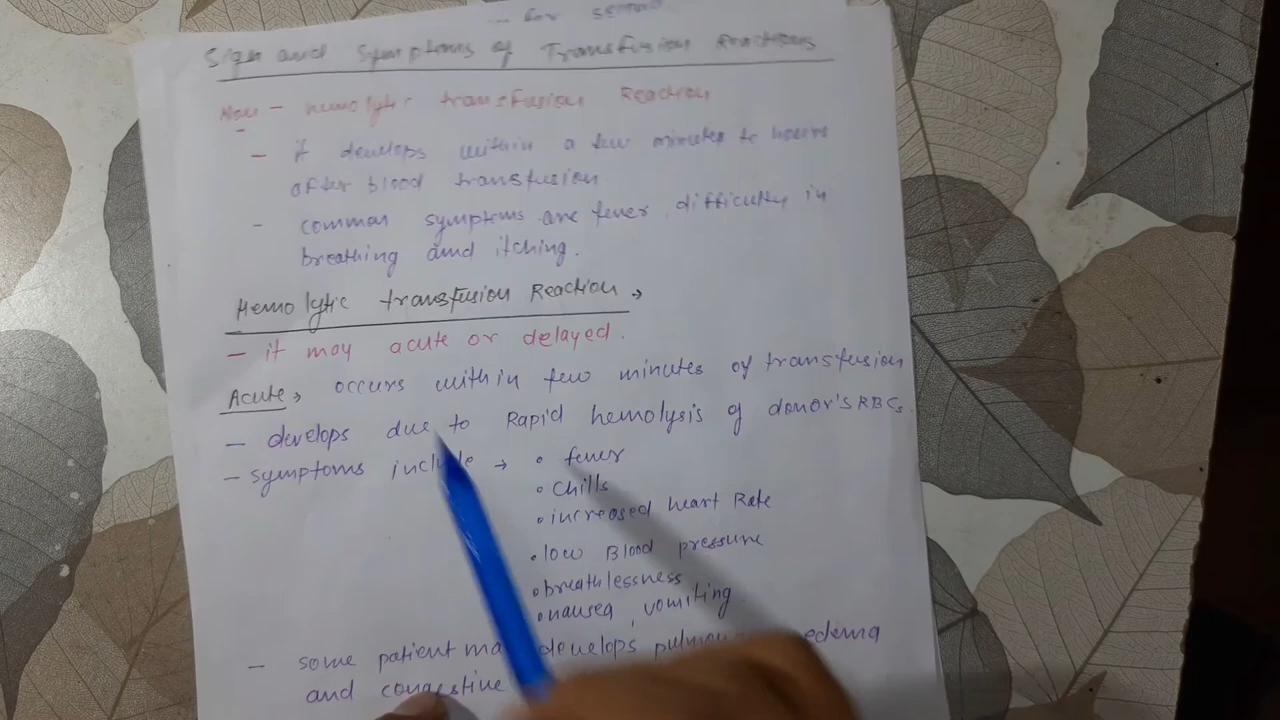 for
Sign and Symptoms of Transfusion Reactions
Non - hemolytic transfusion Reaction
- it develops within a few minutes to hours
after blood transfusion
- common symptoms are fever, difficulty in
breathing and itching.
Hemolytic transfusion Reaction →
- it may acute or delayed.
Acute → occurs within few minutes of transfusion
- develops due to Rapid hemolysis of donor's RBCs.
- symptoms include → • fever
• chills
• increased heart Rate
• low Blood pressure
• breathlessness
• nausea, vomiting
- some patient develops edema
and congestive